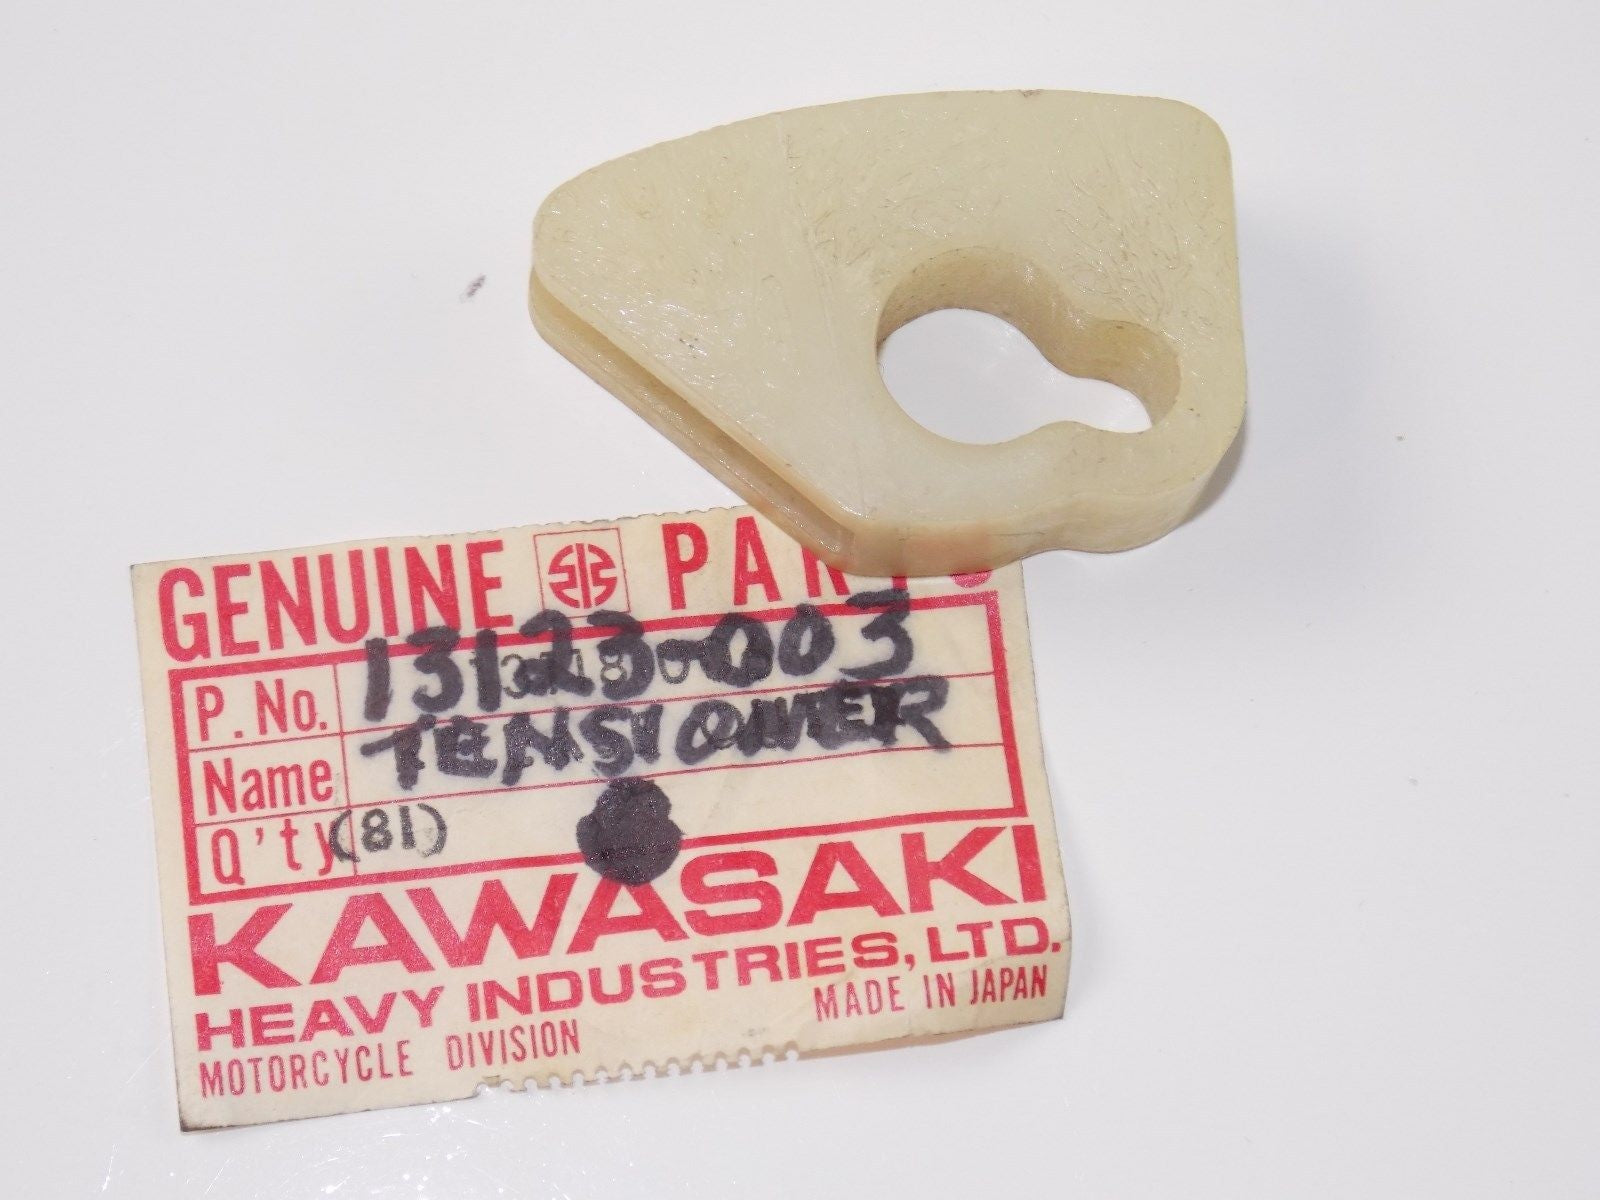 GENUINE PART
P. No. 13123-003
Name TENSIONER
Q'ty (81)
KAWASAKI
HEAVY INDUSTRIES, LTD.
MOTORCYCLE DIVISION MADE IN JAPAN